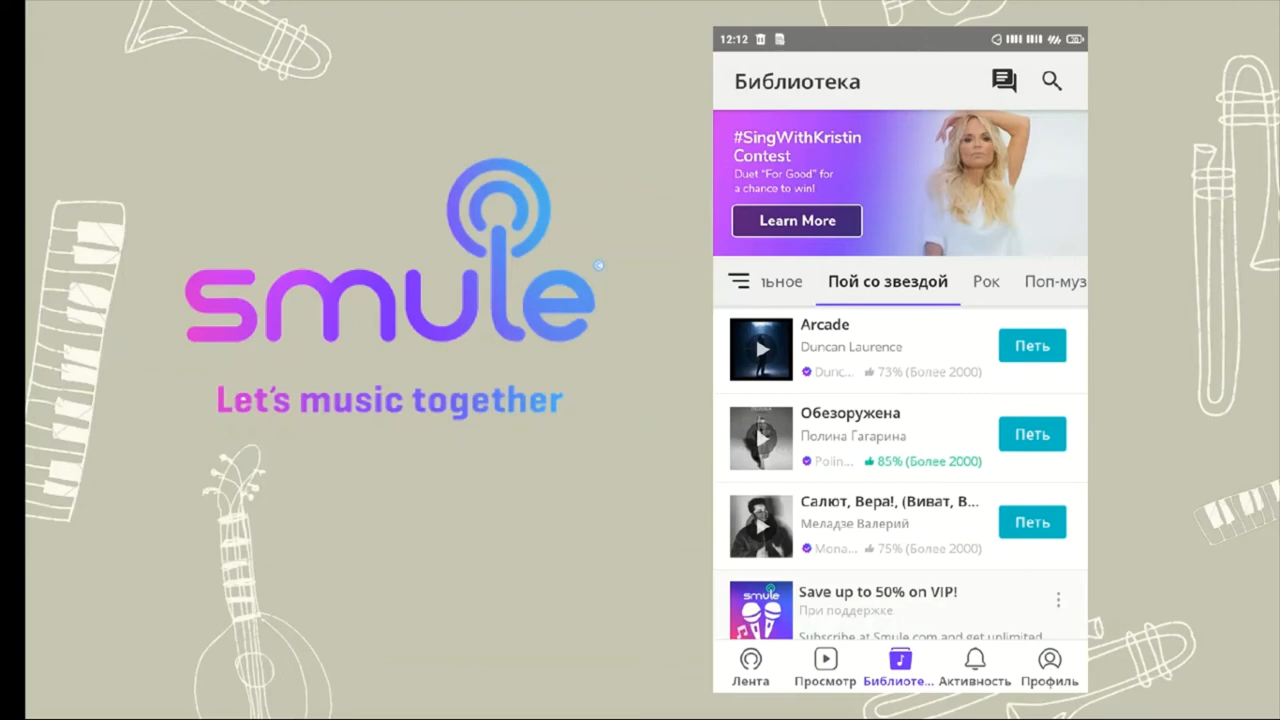 smule
Let's music together
12:12
Библиотека
#SingWithKristin
Contest
Duet "For Good" for
a chance to win!
Learn More
льное
Пой со звездой
Рок
Поп-муз
Arcade
Duncan Laurence
Dunc... 73% (Более 2000)
Петь
Обезоружена
Полина Гагарина
Polin... 85% (Более 2000)
Петь
Салют, Вера!, (Виват, В...
Меладзе Валерий
Mona... 75% (Более 2000)
Петь
smule
Save up to 50% on VIP!
При поддержке
Subscribe at Smule.com and get unlimited
Лента
Просмотр
Библиоте...
Активность
Профиль